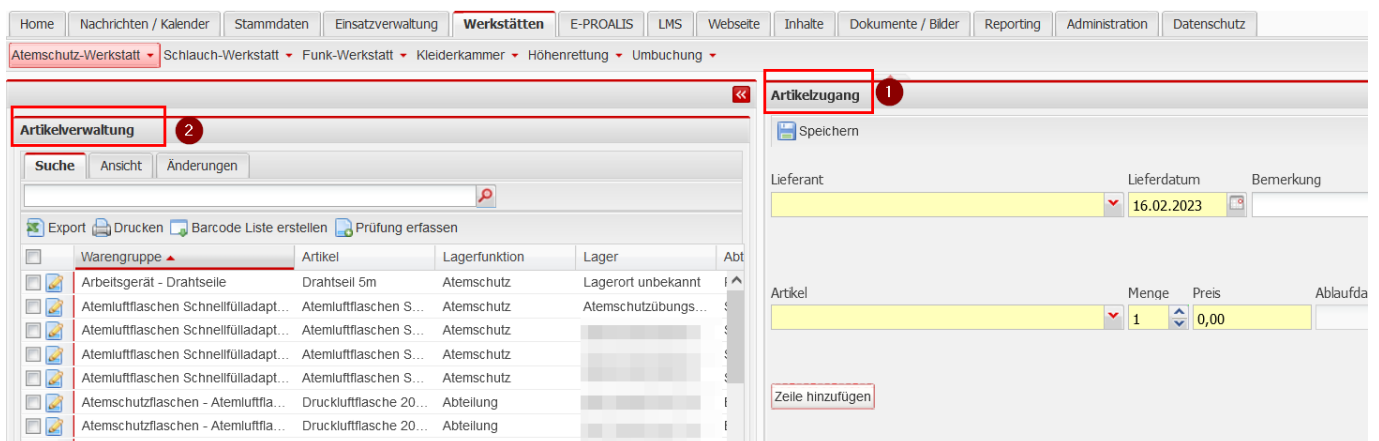 Home Nachrichten / Kalender Stammdaten Einsatzverwaltung Werkstätten E-PROALIS LMS Webseite Inhalte Dokumente / Bilder Reporting Administration Datenschutz
Atemschutz-Werkstatt Schlauch-Werkstatt Funk-Werkstatt Kleiderkammer Höhenrettung Umbuchung
Artikelverwaltung 2
Suche Ansicht Änderungen
Export Drucken Barcode Liste erstellen Prüfung erfassen
Warengruppe Artikel Lagerfunktion Lager Abt
Arbeitsgerät - Drahtseile Drahtseil 5m Atemschutz Lagerort unbekannt
Atemluftflaschen Schnellfülladapt... Atemluftflaschen S... Atemschutz Atemschutzübungs...
Atemluftflaschen Schnellfülladapt... Atemluftflaschen S... Atemschutz
Atemluftflaschen Schnellfülladapt... Atemluftflaschen S... Atemschutz
Atemluftflaschen Schnellfülladapt... Atemluftflaschen S... Atemschutz
Atemschutzflaschen - Atemluftfla... Druckluftflasche 20... Abteilung
Atemschutzflaschen - Atemluftfla... Druckluftflasche 20... Abteilung
Artikelzugang 1
Speichern
Lieferant Lieferdatum Bemerkung
16.02.2023
Artikel Menge Preis Ablaufda
1 0,00
Zeile hinzufügen